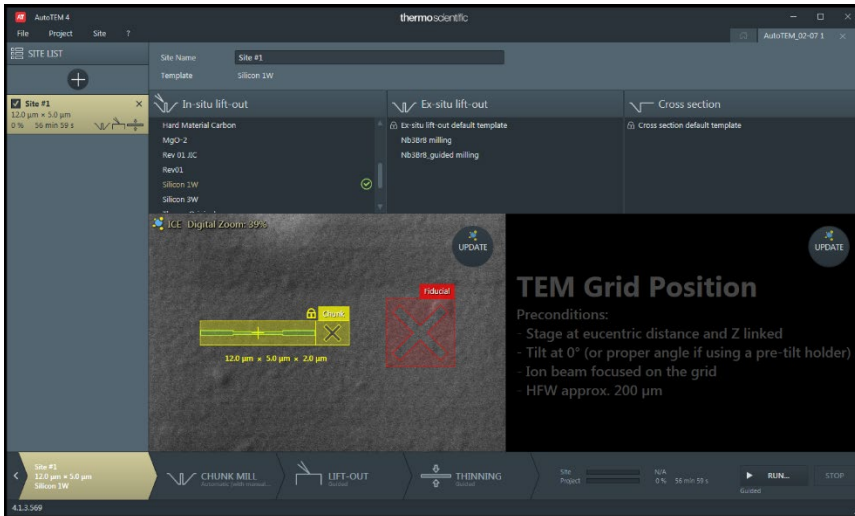 AT AutoTEM 4
thermoscientific
File Project Site ?
AutoTEM_02-07 1
SITE LIST
Site #1
12.0 µm × 5.0 µm
0 % 56 min 59 s
Site Name Site #1
Template Silicon 1W
In-situ lift-out
Hard Material Carbon
MgO-2
Rev 01 JIC
Rev01
Silicon 1W
Silicon 3W
Ex-situ lift-out
Ex-situ lift-out default template
Nb3Br8 milling
Nb3Br8_guided milling
Cross section
Cross section default template
ICE Digital Zoom: 39%
UPDATE
Fiducial
Chunk
12.0 µm × 5.0 µm × 2.0 µm
UPDATE
TEM Grid Position
Preconditions:
- Stage at eucentric distance and Z linked
- Tilt at 0° (or proper angle if using a pre-tilt holder)
- Ion beam focused on the grid
- HFW approx. 200 µm
Site #1
12.0 µm × 5.0 µm
Silicon 1W
CHUNK MILL
Automatic (with manual...
LIFT-OUT
Guided
THINNING
Guided
Site N/A
Project 0 % 56 min 59 s
RUN...
Guided
STOP
4.1.3.569